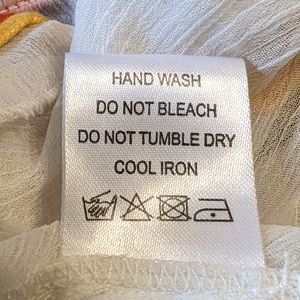 HAND WASH
DO NOT BLEACH
DO NOT TUMBLE DRY
COOL IRON